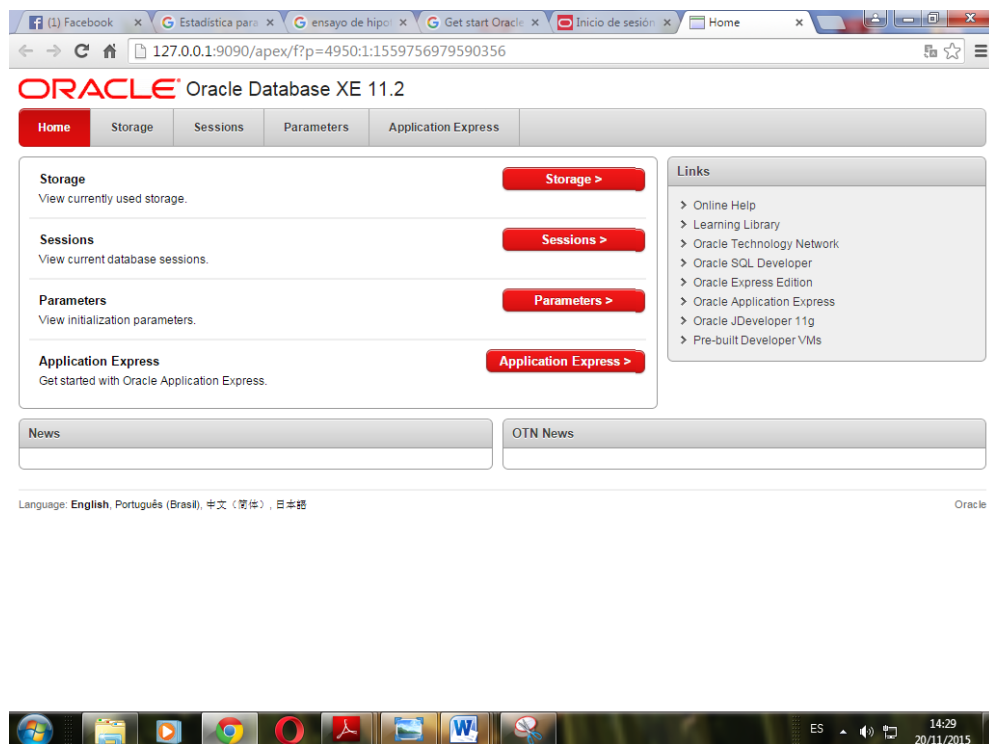 (1) Facebook
Estadística para
ensayo de hipot
Get start Oracle
Inicio de sesión
Home
127.0.0.1:9090/apex/f?p=4950:1:1559756979590356
ORACLE Oracle Database XE 11.2
Home Storage Sessions Parameters Application Express
Storage
View currently used storage.
Storage >
Sessions
View current database sessions.
Sessions >
Parameters
View initialization parameters.
Parameters >
Application Express
Get started with Oracle Application Express.
Application Express >
Links
> Online Help
> Learning Library
> Oracle Technology Network
> Oracle SQL Developer
> Oracle Express Edition
> Oracle Application Express
> Oracle JDeveloper 11g
> Pre-built Developer VMs
News
OTN News
Language: English, Português (Brasil), 中文（简体）, 日本語
Oracle
ES
14:29
20/11/2015